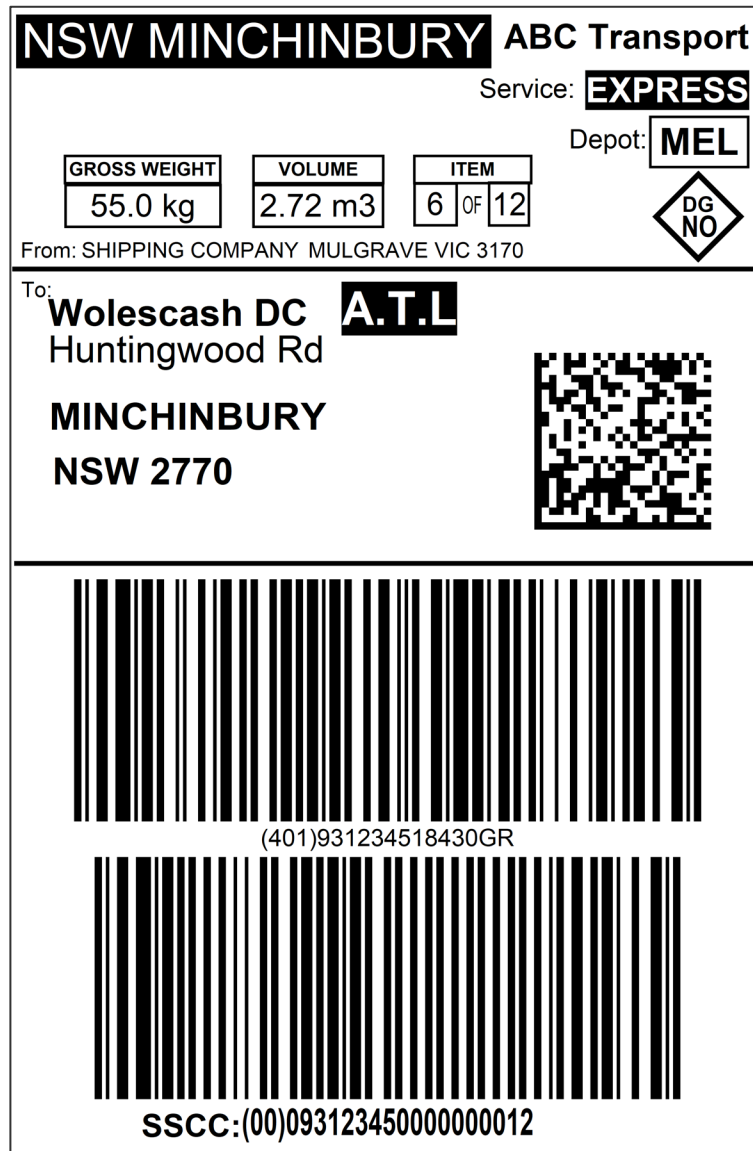 NSW MINCHINBURY ABC Transport
Service: EXPRESS
Depot: MEL
GROSS WEIGHT VOLUME ITEM
55.0 kg 2.72 m3 6 OF 12
DG
NO
From: SHIPPING COMPANY MULGRAVE VIC 3170
To:
Wolescash DC A.T.L
Huntingwood Rd
MINCHINBURY
NSW 2770
(401)931234518430GR
SSCC:(00)093123450000000012